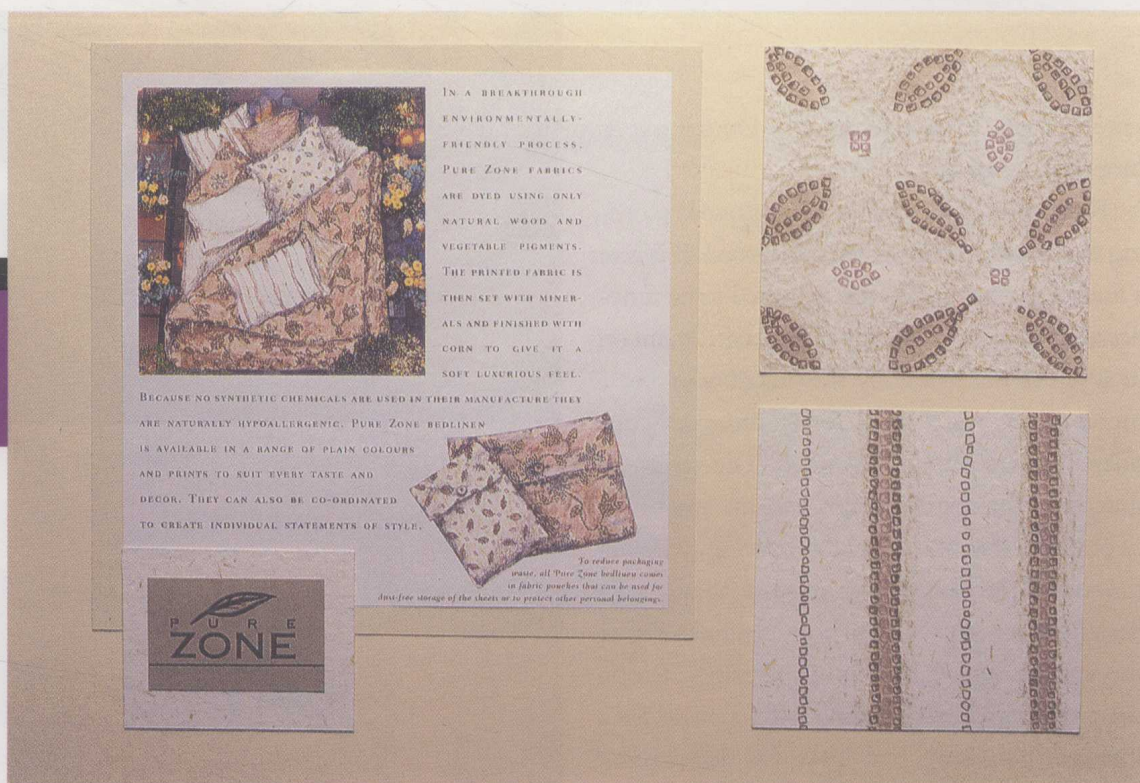 IN A BREAKTHROUGH
ENVIRONMENTALLY-
FRIENDLY PROCESS,
PURE ZONE FABRICS
ARE DYED USING ONLY
NATURAL WOOD AND
VEGETABLE PIGMENTS.
THE PRINTED FABRIC IS
THEN SET WITH MINER-
ALS AND FINISHED WITH
CORN TO GIVE IT A
SOFT LUXURIOUS FEEL.
BECAUSE NO SYNTHETIC CHEMICALS ARE USED IN THEIR MANUFACTURE THEY
ARE NATURALLY HYPOALLERGENIC. PURE ZONE BEDLINEN
IS AVAILABLE IN A RANGE OF PLAIN COLOURS
AND PRINTS TO SUIT EVERY TASTE AND
DECOR. THEY CAN ALSO BE CO-ORDINATED
TO CREATE INDIVIDUAL STATEMENTS OF STYLE.
To reduce packaging
waste, all Pure Zone bedlinen comes
in fabric pouches that can be used for
dust-free storage of the sheets or to protect other personal belongings.
PURE
ZONE